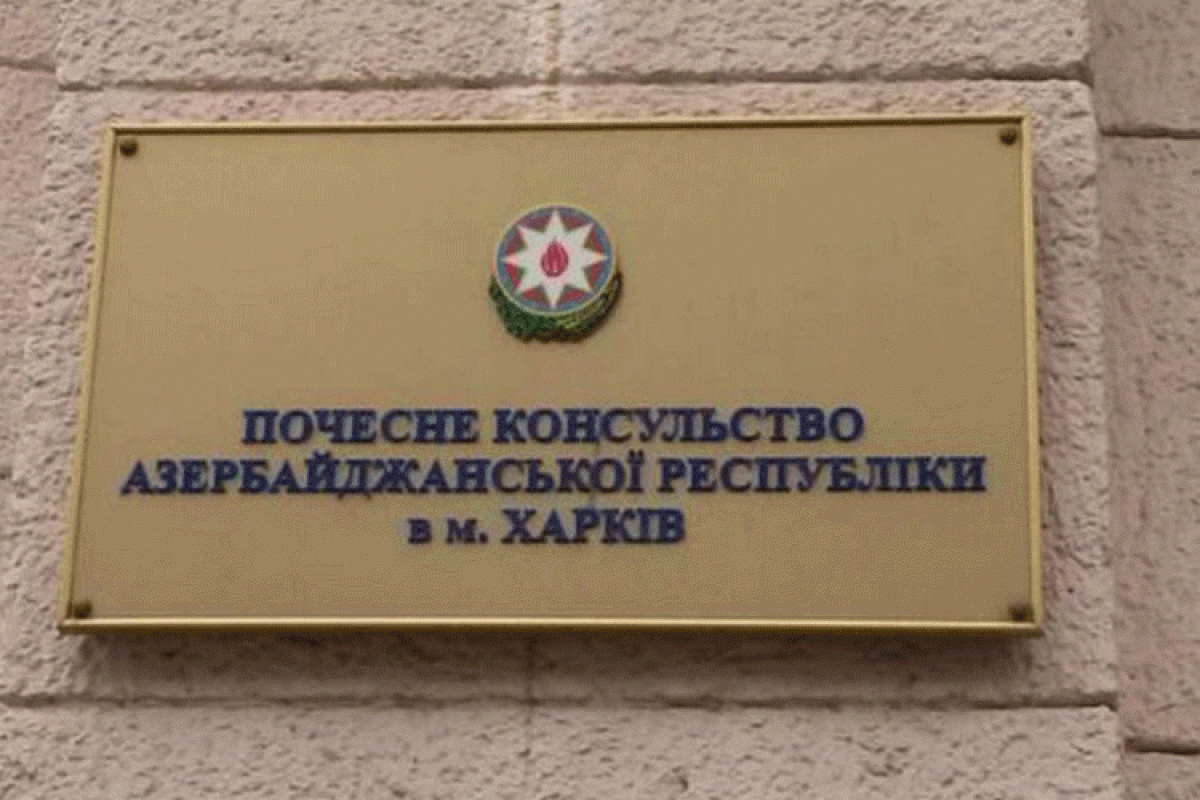 ПОЧЕСНЕ КОНСУЛЬСТВО
АЗЕРБАЙДЖАНСЬКОЇ РЕСПУБЛІКИ
в м. ХАРКІВ